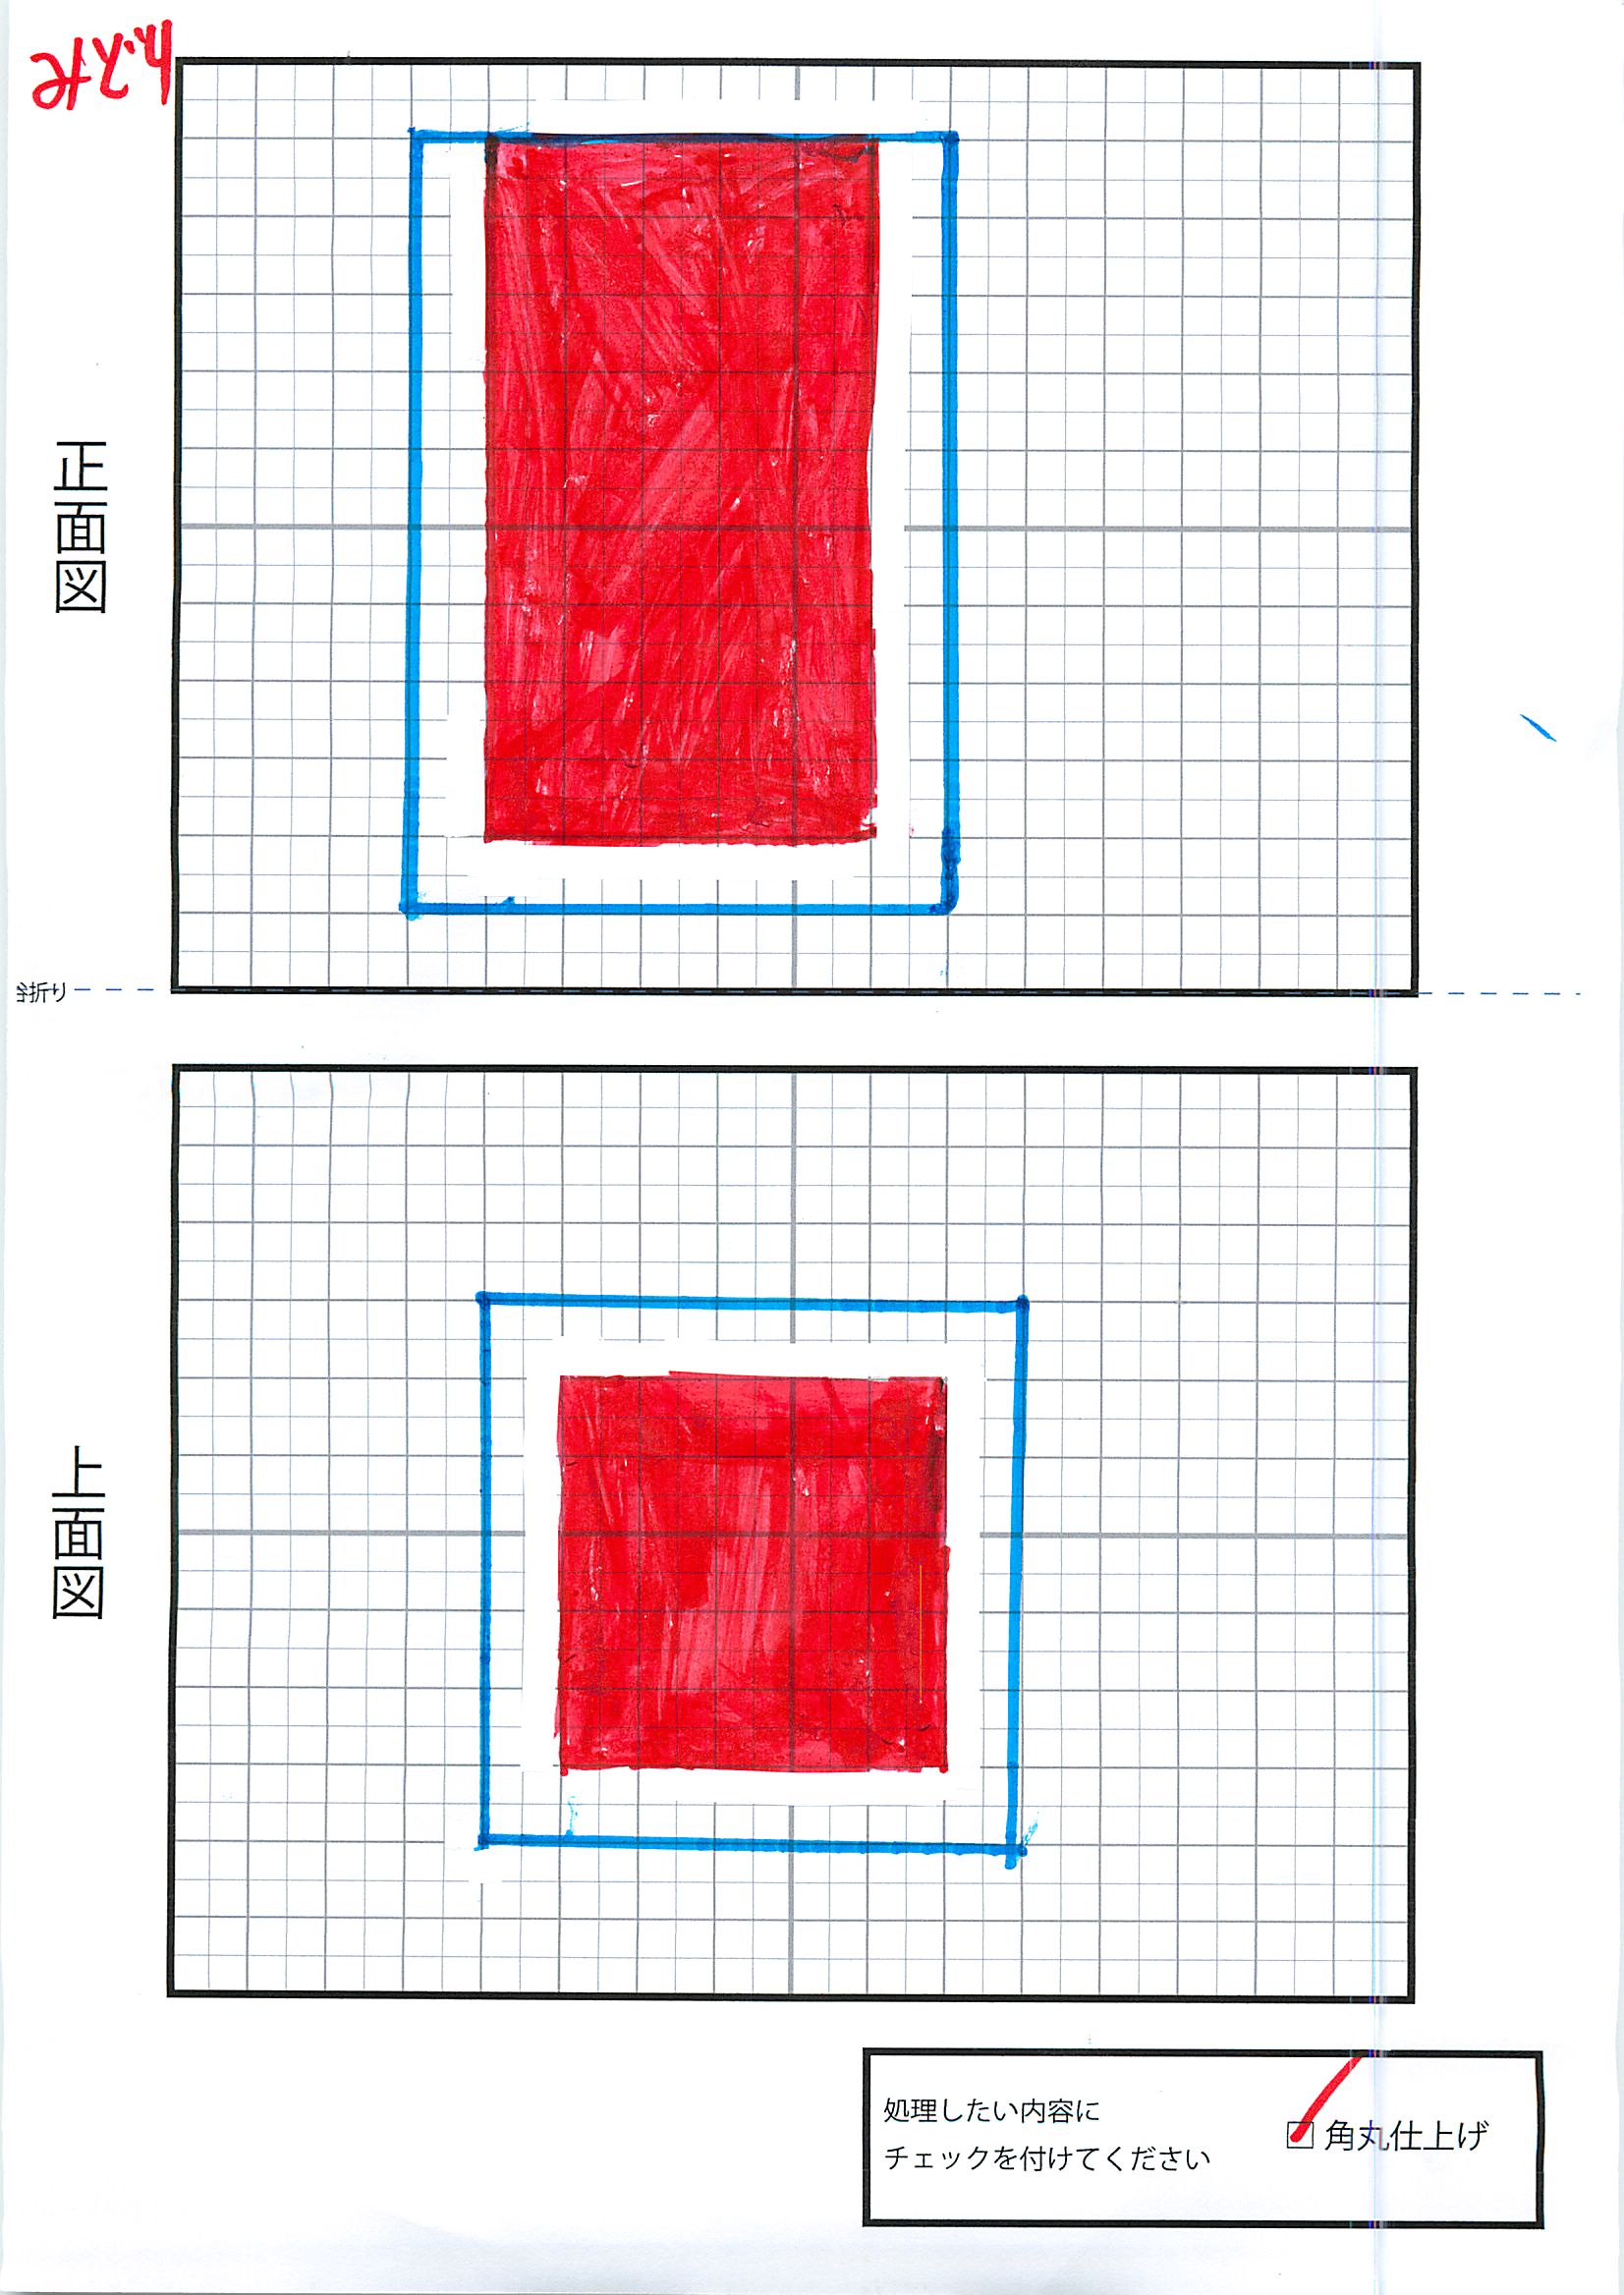 みどり
正面図
谷折り
上面図
処理したい内容に
チェックを付けてください
角丸仕上げ